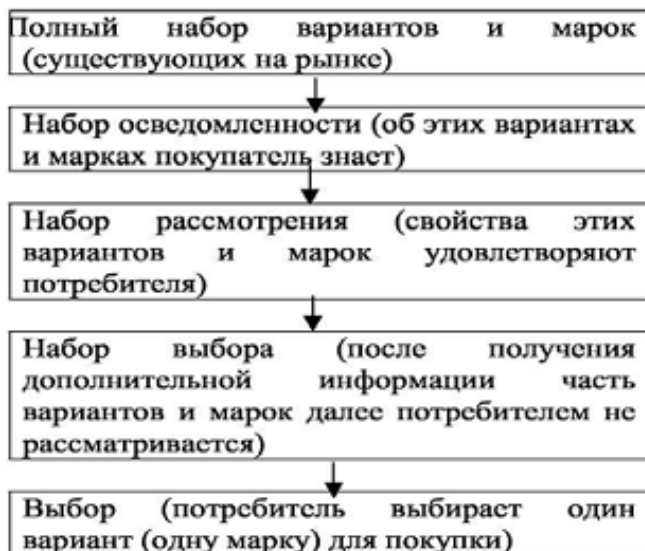 Полный набор вариантов и марок
(существующих на рынке)
Набор осведомленности (об этих вариантах
и марках покупатель знает)
Набор рассмотрения (свойства этих
вариантов и марок удовлетворяют
потребителя)
Набор выбора (после получения
дополнительной информации часть
вариантов и марок далее потребителем не
рассматривается)
Выбор (потребитель выбирает один
вариант (одну марку) для покупки)